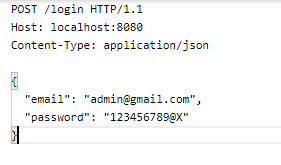 POST /login HTTP/1.1
Host: localhost:8080
Content-Type: application/json

{
  "email": "admin@gmail.com",
  "password": "123456789@X"
}